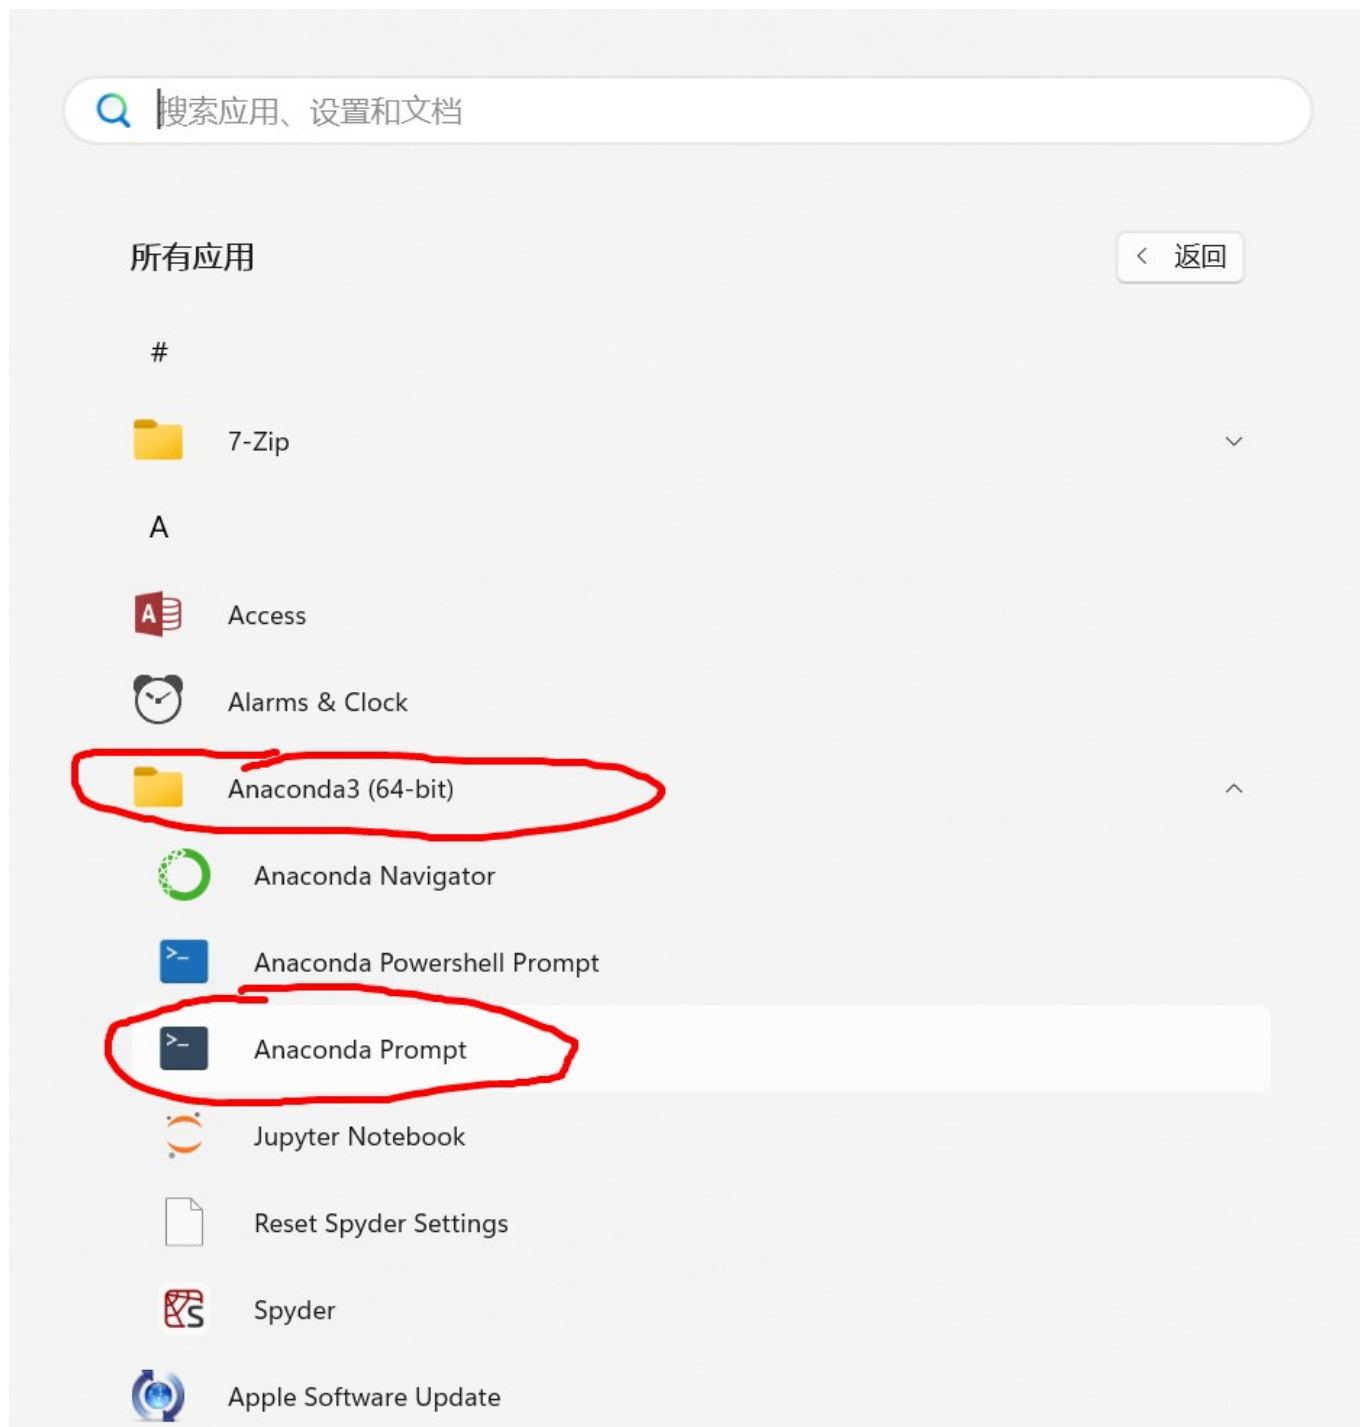 搜索应用、设置和文档
所有应用
返回
#
7-Zip
A
Access
Alarms & Clock
Anaconda3 (64-bit)
Anaconda Navigator
Anaconda Powershell Prompt
Anaconda Prompt
Jupyter Notebook
Reset Spyder Settings
Spyder
Apple Software Update